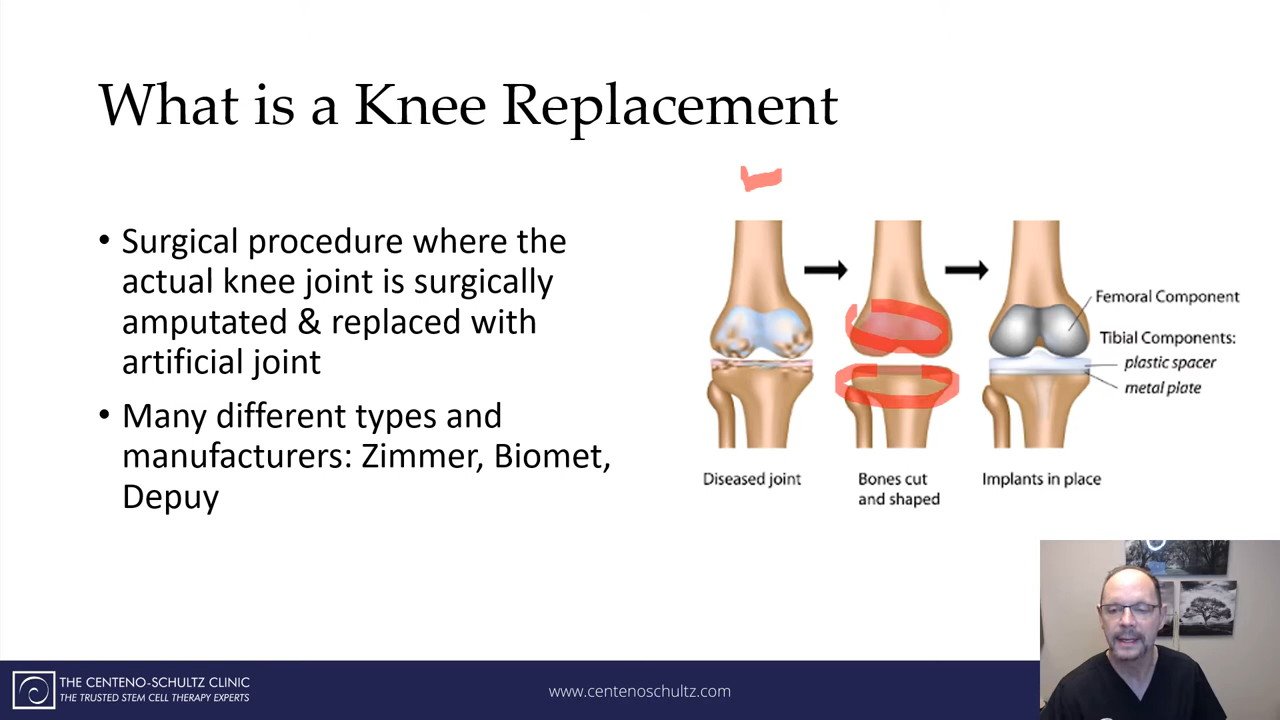 What is a Knee Replacement
• Surgical procedure where the
actual knee joint is surgically
amputated & replaced with
artificial joint
• Many different types and
manufacturers: Zimmer, Biomet,
Depuy
Femoral Component
Tibial Components:
plastic spacer
metal plate
Diseased joint
Bones cut
and shaped
Implants in place
THE CENTENO-SCHULTZ CLINIC
THE TRUSTED STEM CELL THERAPY EXPERTS
www.centenoschultz.com